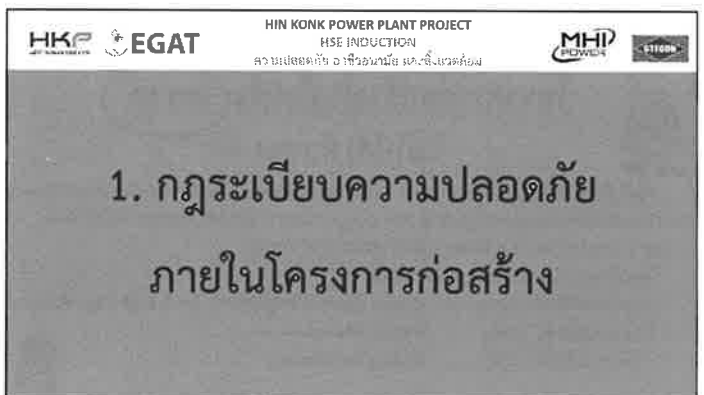 HKP
EGAT
HIN KONK POWER PLANT PROJECT
HSE INDUCTION
ความปลอดภัย อาชีวอนามัย และสิ่งแวดล้อม
MHI
POWER
STECON
1. กฎระเบียบความปลอดภัย
ภายในโครงการก่อสร้าง